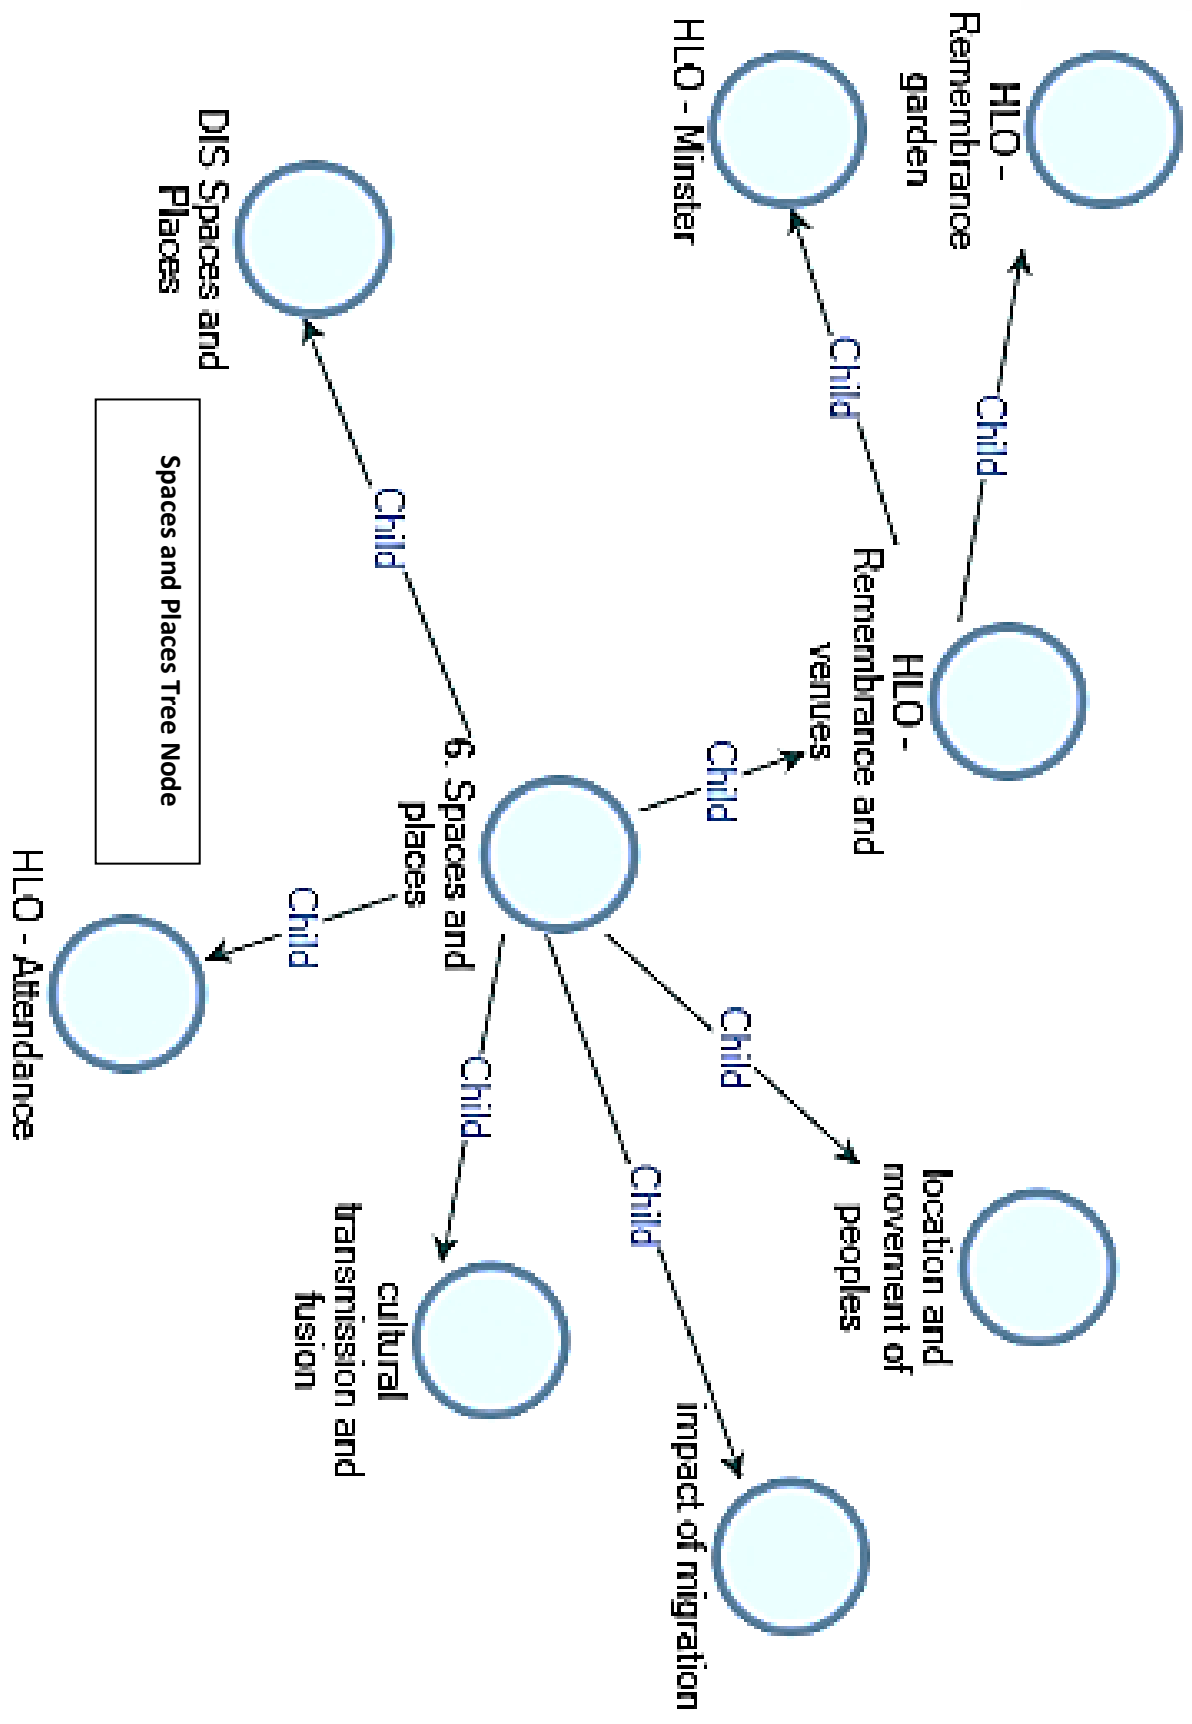 HLO -
Remembrance
garden
Child
HLO -
Remembrance and
venues
Child
HLO - Minster
Child
location and
movement of
peoples
Child
impact of migration
Child
6. Spaces and
places
Child
cultural
transmission and
fusion
Child
DIS Spaces and
Places
Child
HLO - Attendance
Spaces and Places Tree Node